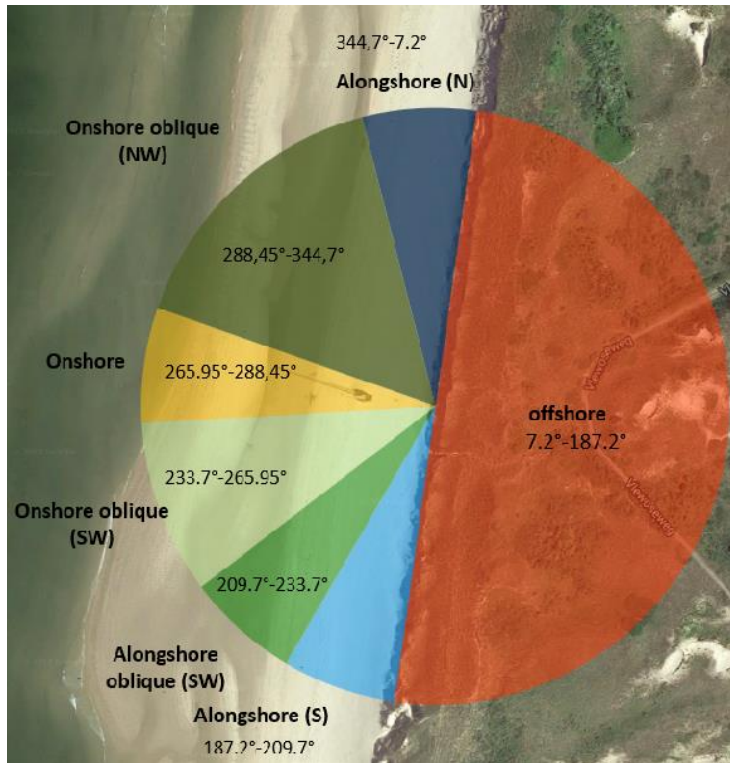 344,7°-7.2°
Alongshore (N)
Onshore oblique
(NW)
288,45°-344,7°
Onshore
265.95°-288,45°
offshore
7.2°-187.2°
233.7°-265.95°
Onshore oblique
(SW)
209.7°-233.7°
Alongshore
oblique (SW)
Alongshore (S)
187.2°-209.7°